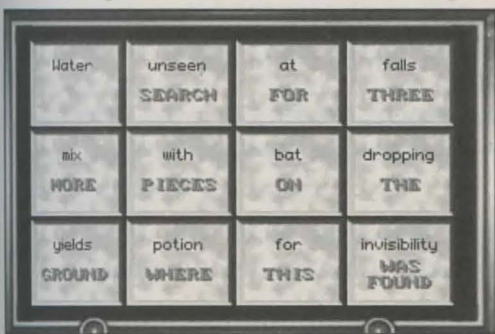 Water unseen at falls
SEARCH FOR THREE
mix with bat dropping
MORE PIECES ON THE
yields potion for invisibility
GROUND WHERE THIS WAS
FOUND